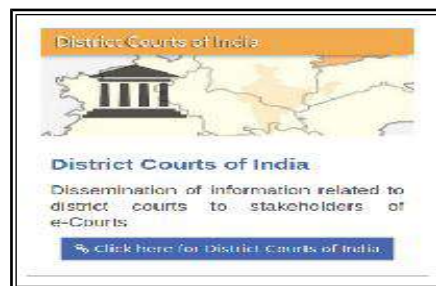 District Courts of India
District Courts of India
Dissemination of information related to
district courts to stakeholders of
e-Courts
Click here for District Courts of India.